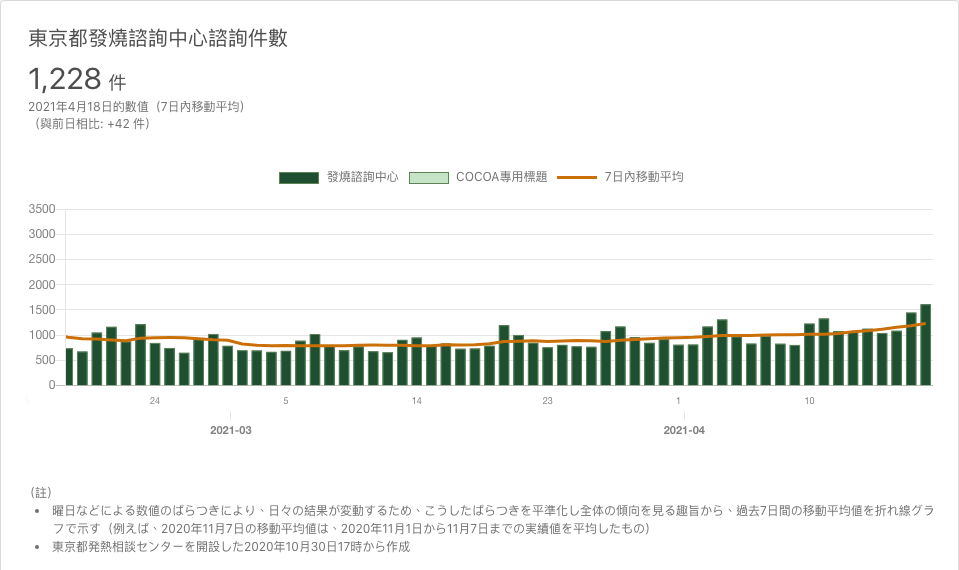 東京都發燒諮詢中心諮詢件數
1,228 件
2021年4月18日的數值（7日內移動平均）
（與前日相比: +42 件）
發燒諮詢中心 COCOA專用標題 7日內移動平均
3500
3000
2500
2000
1500
1000
500
0
24 5 14 23 1 10
2021-03 2021-04
（註）
• 曜日などによる数値のばらつきにより、日々の結果が変動するため、こうしたばらつきを平準化し全体の傾向を見る趣旨から、過去7日間の移動平均値を折れ線グラ
フで示す（例えば、2020年11月7日の移動平均値は、2020年11月1日から11月7日までの実績値を平均したもの）
• 東京都発熱相談センターを開設した2020年10月30日17時から作成